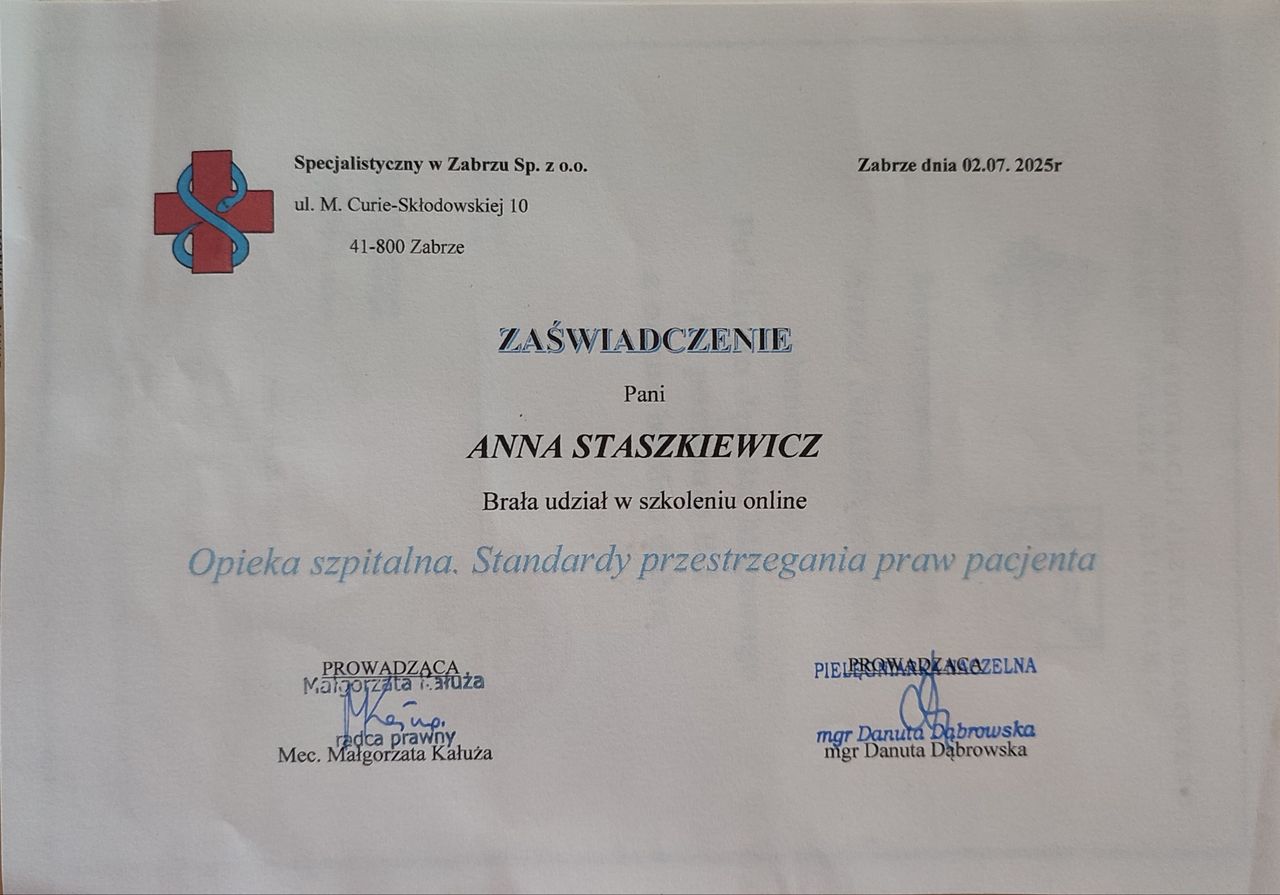 Specjalistyczny w Zabrzu Sp. z o.o.
Zabrze dnia 02.07. 2025r
ul. M. Curie-Skłodowskiej 10
41-800 Zabrze
ZAŚWIADCZENIE
Pani
ANNA STASZKIEWICZ
Brała udział w szkoleniu online
Opieka szpitalna. Standardy przestrzegania praw pacjenta
PROWADZĄCA
Małgorzata Kałuża
radca prawny
Mec. Małgorzata Kałuża
PROWADZĄCA
PIELĘGNIARKA NACZELNA
mgr Danuta Dąbrowska
mgr Danuta Dąbrowska